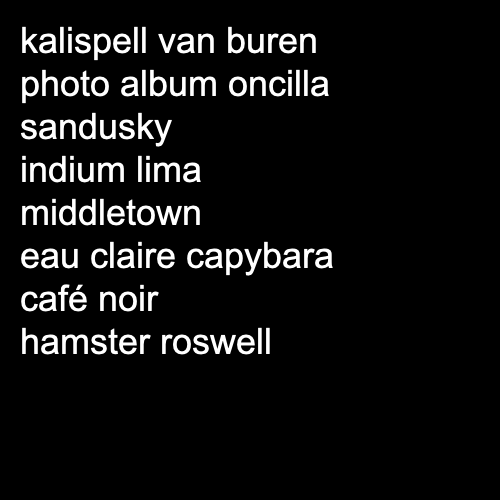 kalispell van buren
photo album oncilla
sandusky
indium lima
middletown
eau claire capybara
café noir
hamster roswell